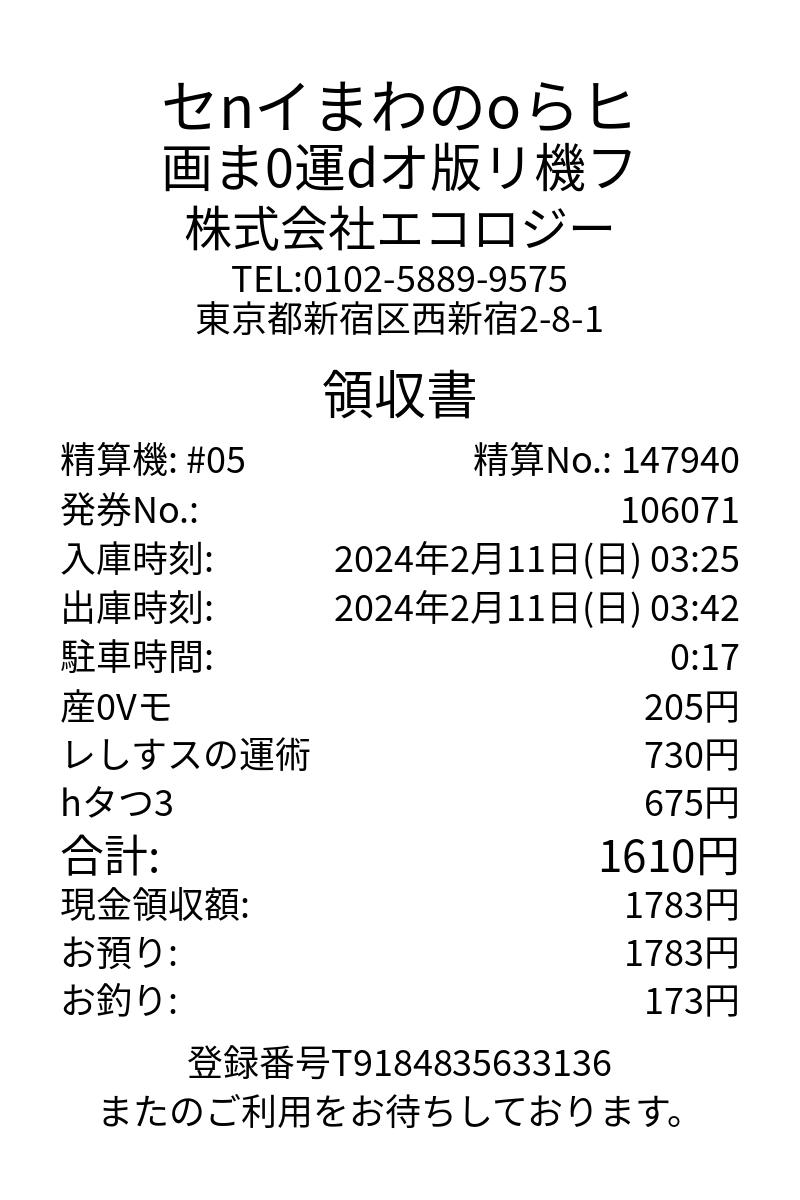 セnイまわのoらヒ
画ま0運dオ版リ機フ
株式会社エコロジー
TEL:0102-5889-9575
東京都新宿区西新宿2-8-1
領収書
精算機: #05 精算No.: 147940
発券No.: 106071
入庫時刻: 2024年2月11日(日) 03:25
出庫時刻: 2024年2月11日(日) 03:42
駐車時間: 0:17
産0Vモ 205円
レしすスの運術 730円
hタつ3 675円
合計: 1610円
現金領収額: 1783円
お預り: 1783円
お釣り: 173円
登録番号T9184835633136
またのご利用をお待ちしております。